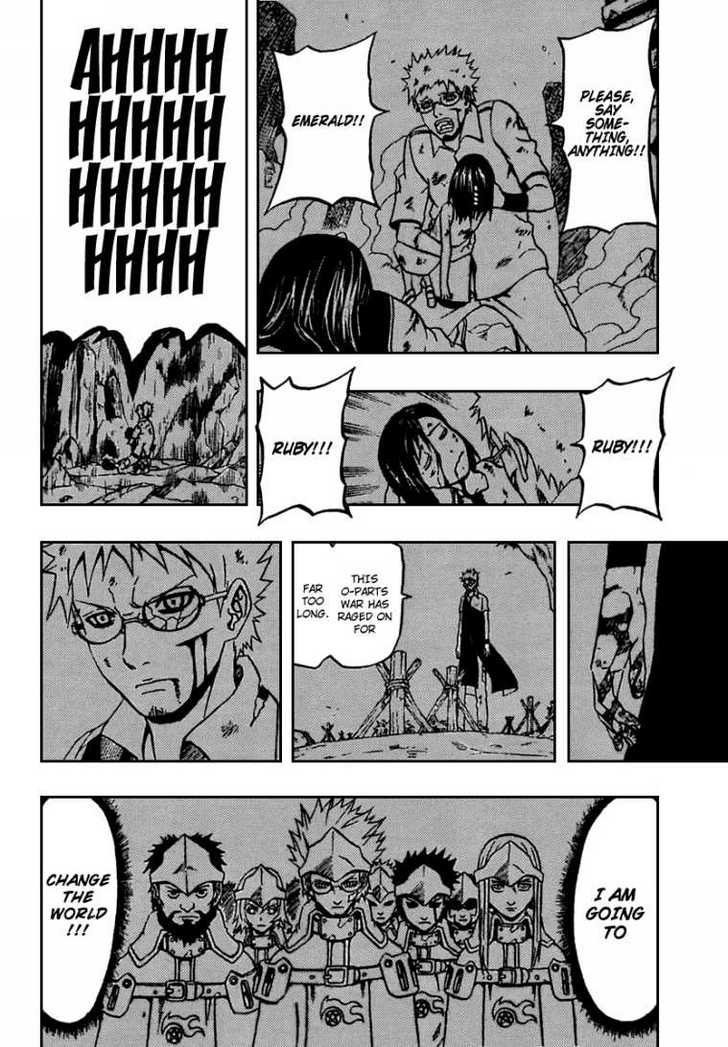 PLEASE,
SAY
SOME-
THING,
ANYTHING!!
EMERALD!!
RUBY!!!
RUBY!!!
AHHHH
HHHHH
HHHHH
HHHH
THIS
O-PARTS
WAR HAS
RAGED ON
FOR
FAR
TOO
LONG.
I AM
GOING
TO
CHANGE
THE
WORLD
!!!